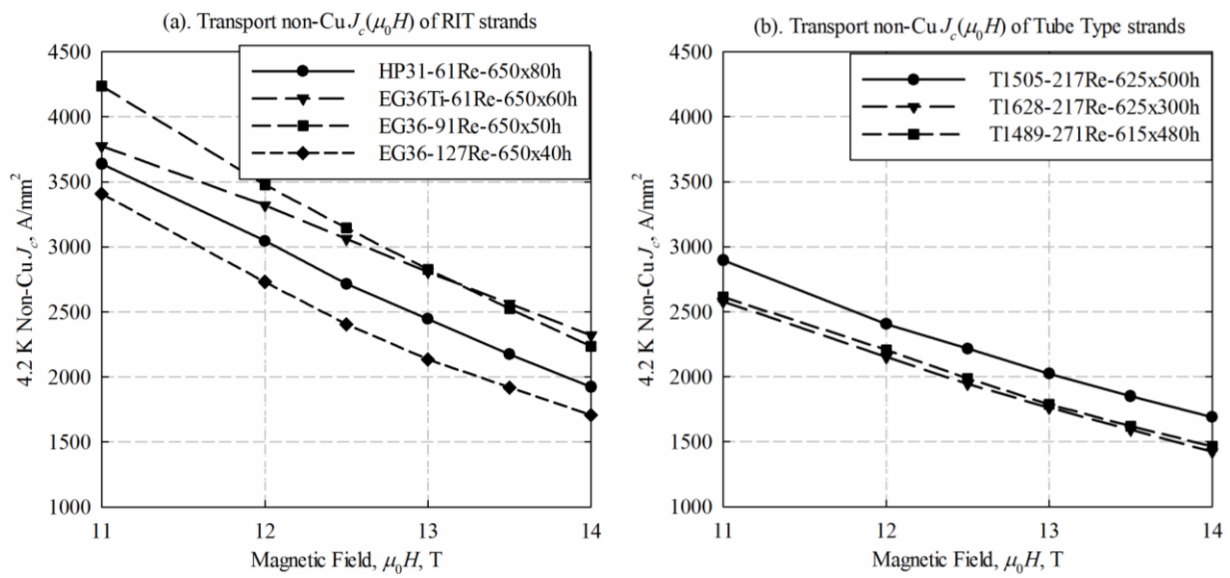 (a). Transport non-Cu J_c(μ₀H) of RIT strands
4500
4000
3500
3000
2500
2000
1500
1000
4.2 K Non-Cu J_c, A/mm²
HP31-61Re-650x80h
EG36Ti-61Re-650x60h
EG36-91Re-650x50h
EG36-127Re-650x40h
11
12
13
14
Magnetic Field, μ₀H, T
(b). Transport non-Cu J_c(μ₀H) of Tube Type strands
4500
4000
3500
3000
2500
2000
1500
1000
4.2 K Non-Cu J_c, A/mm²
T1505-217Re-625x500h
T1628-217Re-625x300h
T1489-271Re-615x480h
11
12
13
14
Magnetic Field, μ₀H, T